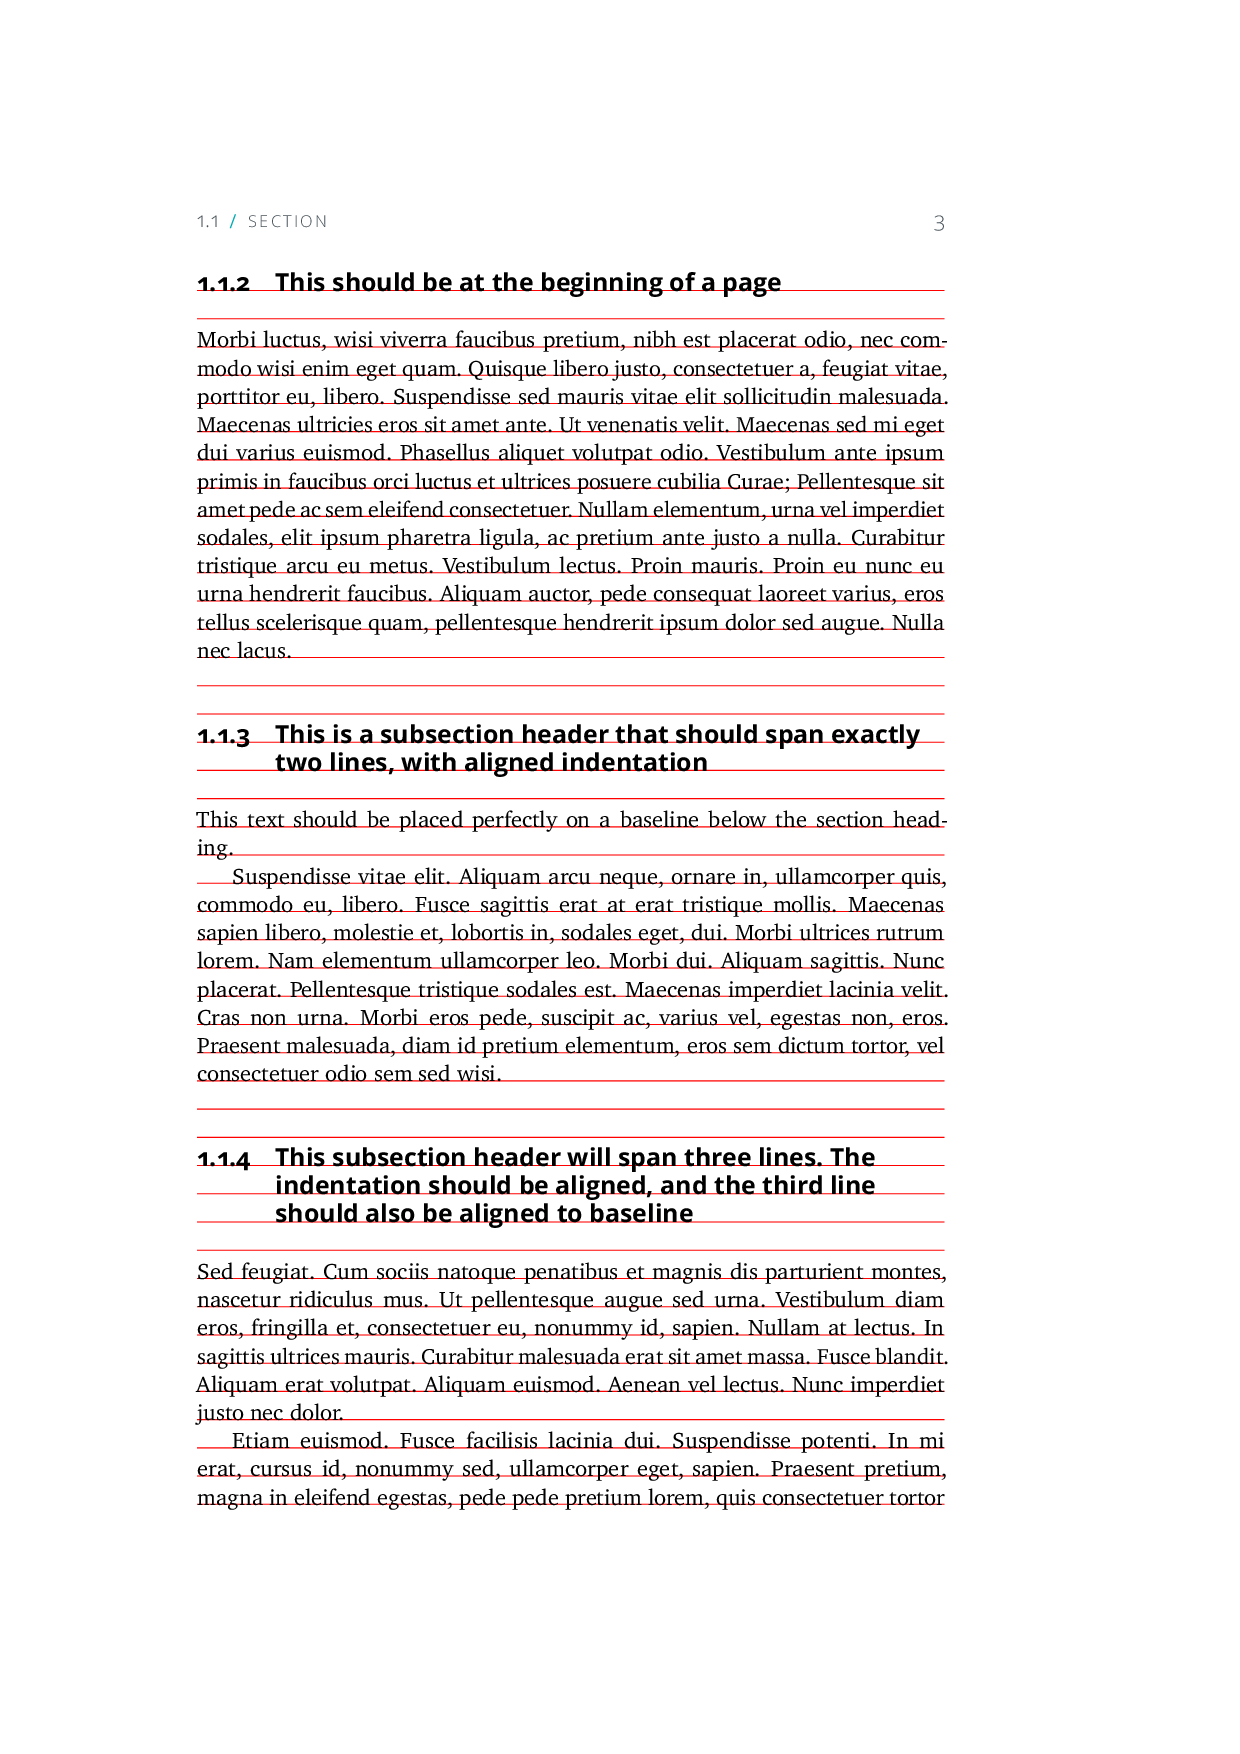 1.1 / SECTION 3
1.1.2 This should be at the beginning of a page
Morbi luctus, wisi viverra faucibus pretium, nibh est placerat odio, nec com-
modo wisi enim eget quam. Quisque libero justo, consectetuer a, feugiat vitae,
porttitor eu, libero. Suspendisse sed mauris vitae elit sollicitudin malesuada.
Maecenas ultricies eros sit amet ante. Ut venenatis velit. Maecenas sed mi eget
dui varius euismod. Phasellus aliquet volutpat odio. Vestibulum ante ipsum
primis in faucibus orci luctus et ultrices posuere cubilia Curae; Pellentesque sit
amet pede ac sem eleifend consectetuer. Nullam elementum, urna vel imperdiet
sodales, elit ipsum pharetra ligula, ac pretium ante justo a nulla. Curabitur
tristique arcu eu metus. Vestibulum lectus. Proin mauris. Proin eu nunc eu
urna hendrerit faucibus. Aliquam auctor, pede consequat laoreet varius, eros
tellus scelerisque quam, pellentesque hendrerit ipsum dolor sed augue. Nulla
nec lacus.
1.1.3 This is a subsection header that should span exactly
two lines, with aligned indentation
This text should be placed perfectly on a baseline below the section head-
ing.
Suspendisse vitae elit. Aliquam arcu neque, ornare in, ullamcorper quis,
commodo eu, libero. Fusce sagittis erat at erat tristique mollis. Maecenas
sapien libero, molestie et, lobortis in, sodales eget, dui. Morbi ultrices rutrum
lorem. Nam elementum ullamcorper leo. Morbi dui. Aliquam sagittis. Nunc
placerat. Pellentesque tristique sodales est. Maecenas imperdiet lacinia velit.
Cras non urna. Morbi eros pede, suscipit ac, varius vel, egestas non, eros.
Praesent malesuada, diam id pretium elementum, eros sem dictum tortor, vel
consectetuer odio sem sed wisi.
1.1.4 This subsection header will span three lines. The
indentation should be aligned, and the third line
should also be aligned to baseline
Sed feugiat. Cum sociis natoque penatibus et magnis dis parturient montes,
nascetur ridiculus mus. Ut pellentesque augue sed urna. Vestibulum diam
eros, fringilla et, consectetuer eu, nonummy id, sapien. Nullam at lectus. In
sagittis ultrices mauris. Curabitur malesuada erat sit amet massa. Fusce blandit.
Aliquam erat volutpat. Aliquam euismod. Aenean vel lectus. Nunc imperdiet
justo nec dolor.
Etiam euismod. Fusce facilisis lacinia dui. Suspendisse potenti. In mi
erat, cursus id, nonummy sed, ullamcorper eget, sapien. Praesent pretium,
magna in eleifend egestas, pede pede pretium lorem, quis consectetuer tortor